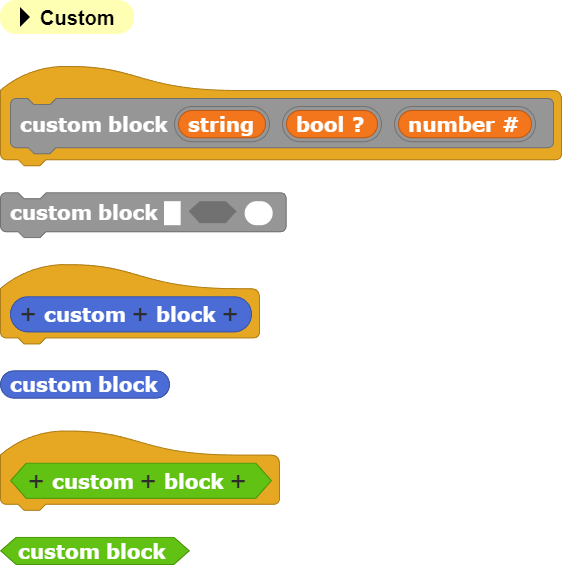 Custom
custom block string bool ? number #
custom block
+ custom + block +
custom block
+ custom + block +
custom block